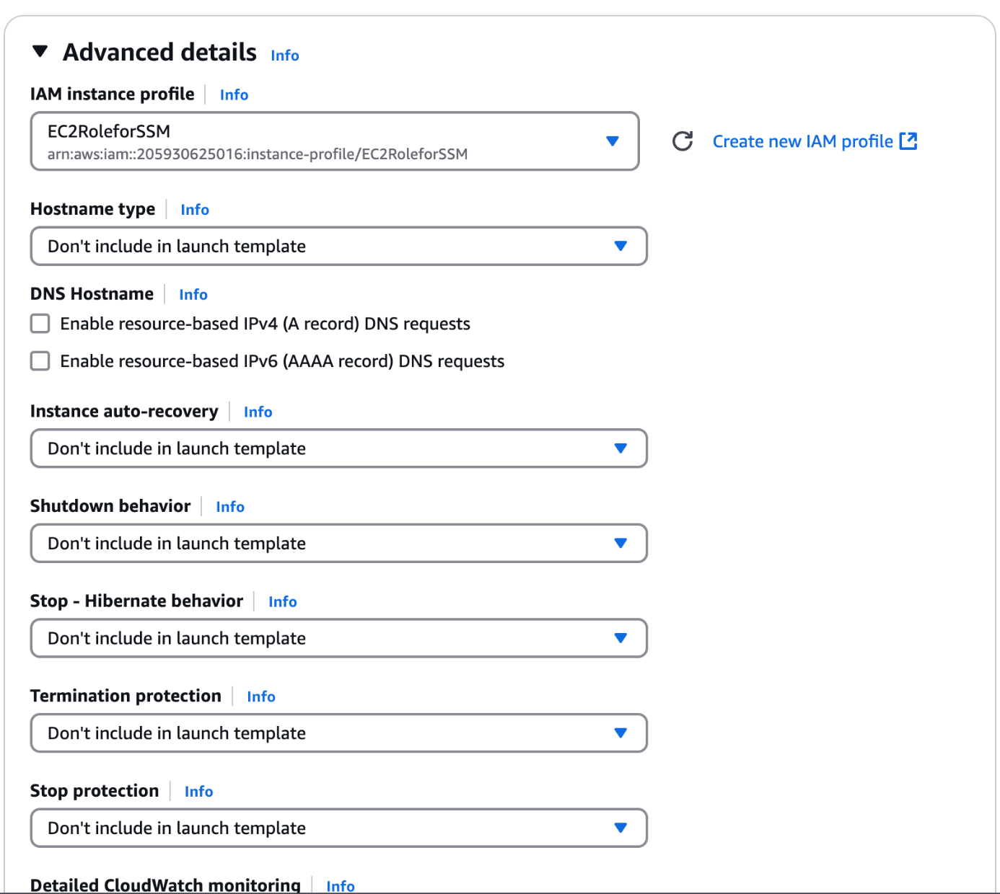 Advanced details Info
IAM instance profile Info
EC2RoleforSSM
arn:aws:iam::205930625016:instance-profile/EC2RoleforSSM
Create new IAM profile
Hostname type Info
Don't include in launch template
DNS Hostname Info
Enable resource-based IPv4 (A record) DNS requests
Enable resource-based IPv6 (AAAA record) DNS requests
Instance auto-recovery Info
Don't include in launch template
Shutdown behavior Info
Don't include in launch template
Stop - Hibernate behavior Info
Don't include in launch template
Termination protection Info
Don't include in launch template
Stop protection Info
Don't include in launch template
Detailed CloudWatch monitoring Info